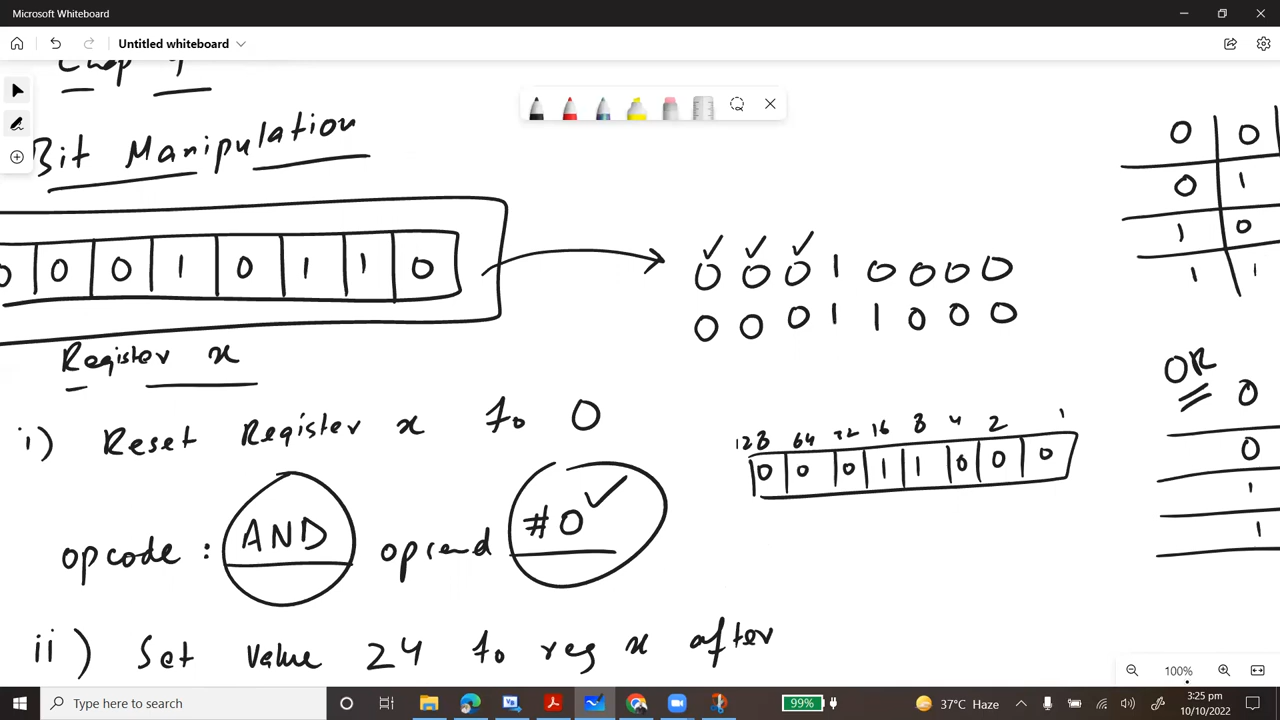 Microsoft Whiteboard
Untitled whiteboard
Chap 4
Bit Manipulation
0 0 0 1 0 1 1 0
Register x
0 0 0 1 0 0 0 0
0 0 0 1 1 0 0 0
0 0
0 1
1 0
1 1
i) Reset Register x to 0
128 64 32 16 8 4 2 1
0 0 0 1 1 0 0 0
OR
0
0
1
1
opcode : AND operand #0
ii) Set Value 24 to reg x after
100%
Type here to search
99%
37°C Haze
3:25 pm
10/10/2022